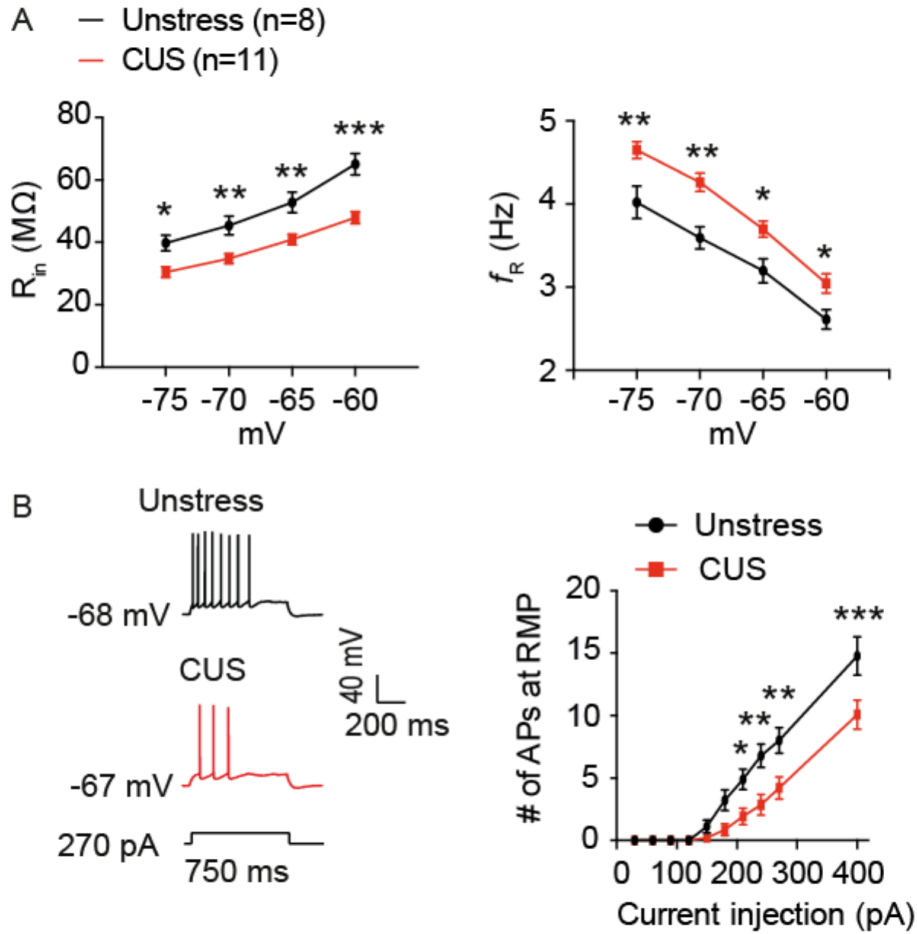 A
Unstress (n=8)
CUS (n=11)
80
60
40
20
0
R_in (MΩ)
*
**
**
***
-75 -70 -65 -60
mV
5
4
3
2
f_R (Hz)
**
**
*
*
-75 -70 -65 -60
mV
B
Unstress
-68 mV
CUS
-67 mV
270 pA
750 ms
40 mV
200 ms
Unstress
CUS
20
15
10
5
0
# of APs at RMP
*
**
**
***
0 100 200 300 400
Current injection (pA)